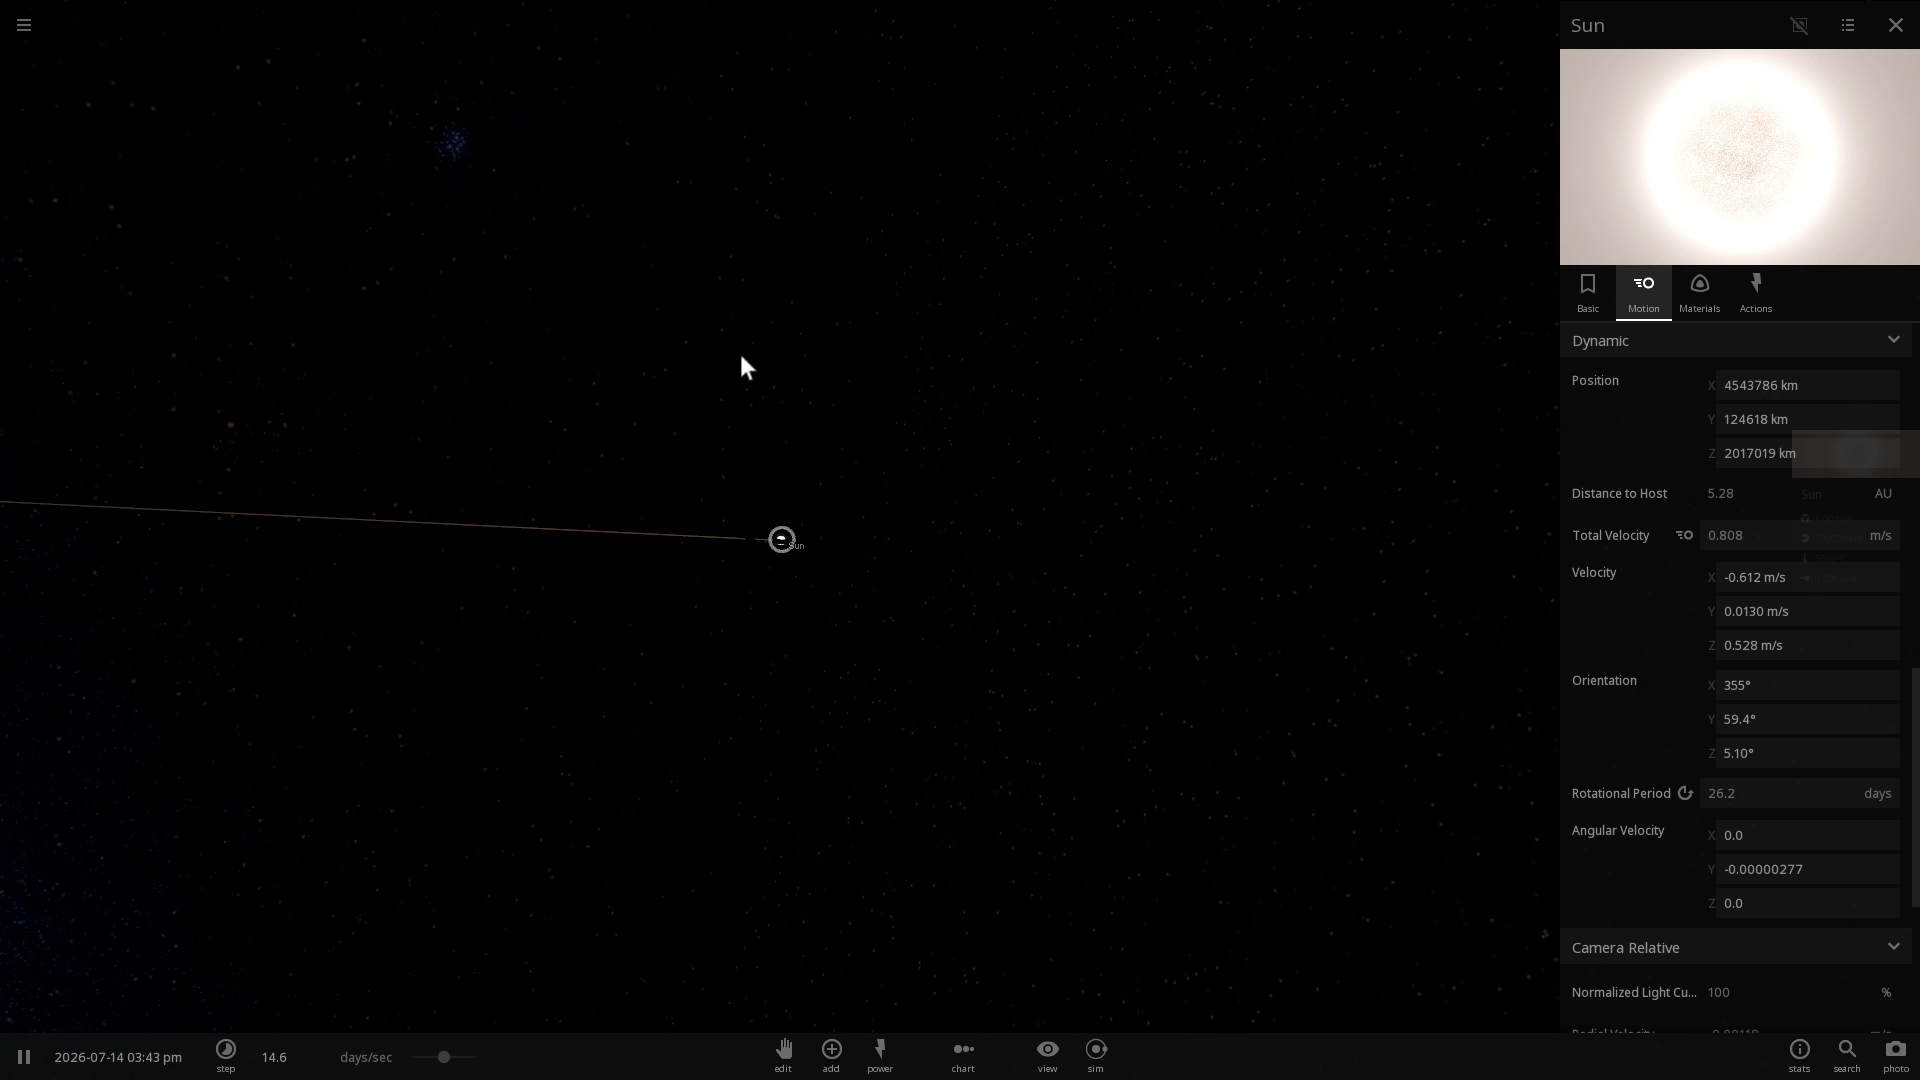 Sun
Basic
Motion
Materials
Actions
Dynamic
Position
X 4543786 km
Y 124618 km
Z 2017019 km
Distance to Host 5.28 AU
Sun
Total Velocity 0.808 m/s
Velocity
X -0.612 m/s
Y 0.0130 m/s
Z 0.528 m/s
Orientation
X 355°
Y 59.4°
Z 5.10°
Rotational Period 26.2 days
Angular Velocity
X 0.0
Y -0.00000277
Z 0.0
Camera Relative
Normalized Light Cu... 100 %
Radial Velocity -0.00118 m/s
Sun
2026-07-14 03:43 pm
step
14.6 days/sec
edit
add
power
chart
view
sim
stats
search
photo